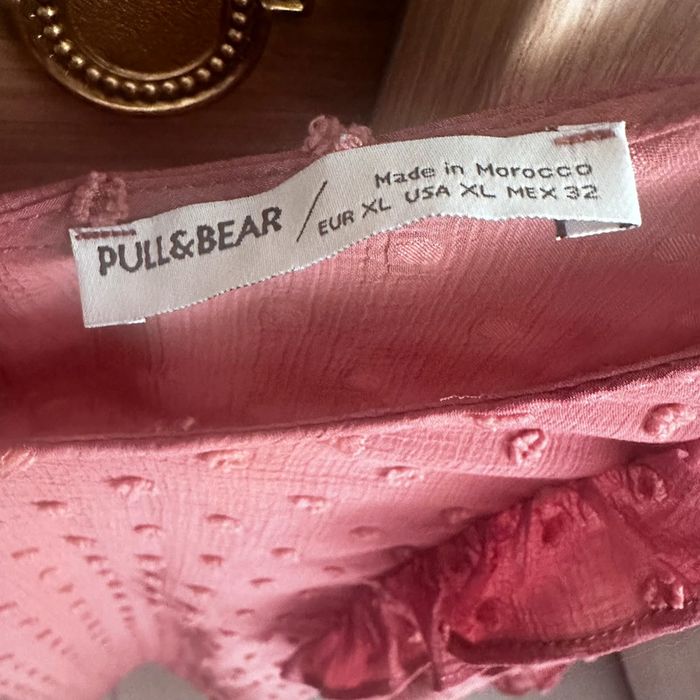 PULL&BEAR /
Made in Morocco
EUR XL USA XL MEX 32